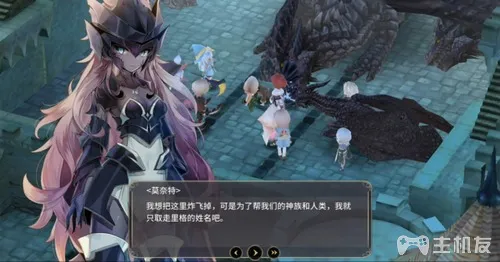 <莫奈特>
我想把这里炸飞掉，可是为了帮我们的神族和人类，我就
只取走里格的姓名吧。
主机友